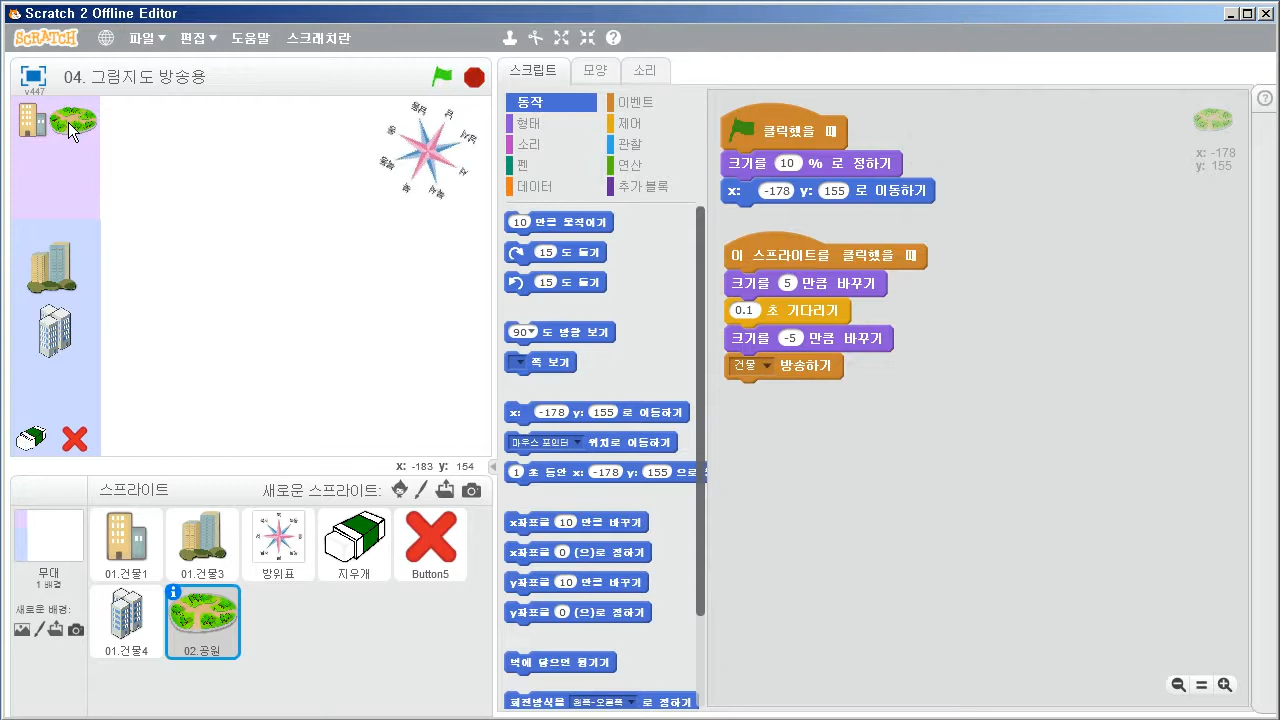 Scratch 2 Offline Editor
SCRATCH 파일▼ 편집▼ 도움말 스크래치란
v447 04. 그림지도 방송용
스크립트 모양 소리
동작 이벤트
형태 제어
소리 관찰
펜 연산
데이터 추가 블록
10 만큼 움직이기
15 도 돌기
15 도 돌기
90▼ 도 방향 보기
쪽 보기
x: -178 y: 155 로 이동하기
마우스 포인터 위치로 이동하기
1 초 동안 x: -178 y: 155 으로
x좌표를 10 만큼 바꾸기
x좌표를 0 (으)로 정하기
y좌표를 10 만큼 바꾸기
y좌표를 0 (으)로 정하기
벽에 닿으면 튕기기
회전방식을 왼쪽-오른쪽 로 정하기
클릭했을 때
크기를 10 % 로 정하기
x: -178 y: 155 로 이동하기
이 스프라이트를 클릭했을 때
크기를 5 만큼 바꾸기
0.1 초 기다리기
크기를 -5 만큼 바꾸기
건물 방송하기
x: -178
y: 155
x: -183 y: 154
스프라이트 새로운 스프라이트:
무대
1 배경
새로운 배경:
01.건물1 01.건물3 방위표 지우개 Button5
01.건물4 02.공원